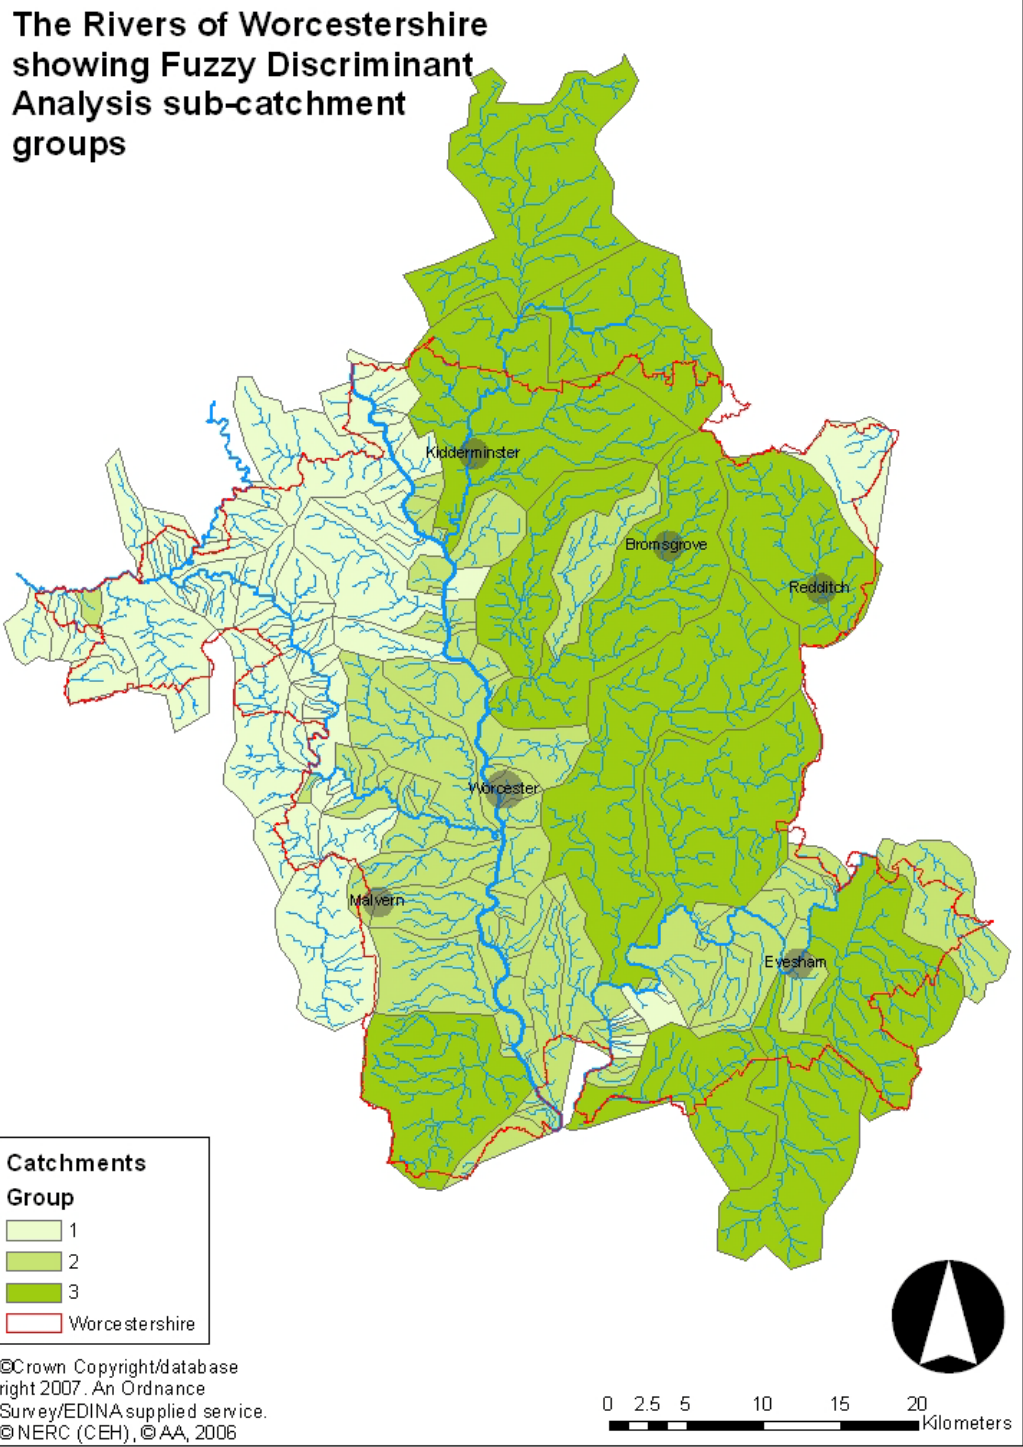 The Rivers of Worcestershire
showing Fuzzy Discriminant
Analysis sub-catchment
groups
Kidderminster
Bromsgrove
Redditch
Worcester
Malvern
Evesham
Catchments
Group
1
2
3
Worcestershire
©Crown Copyright/database
right 2007. An Ordnance
Survey/EDINA supplied service.
© NERC (CEH), © AA, 2006
0 2.5 5 10 15 20
Kilometers